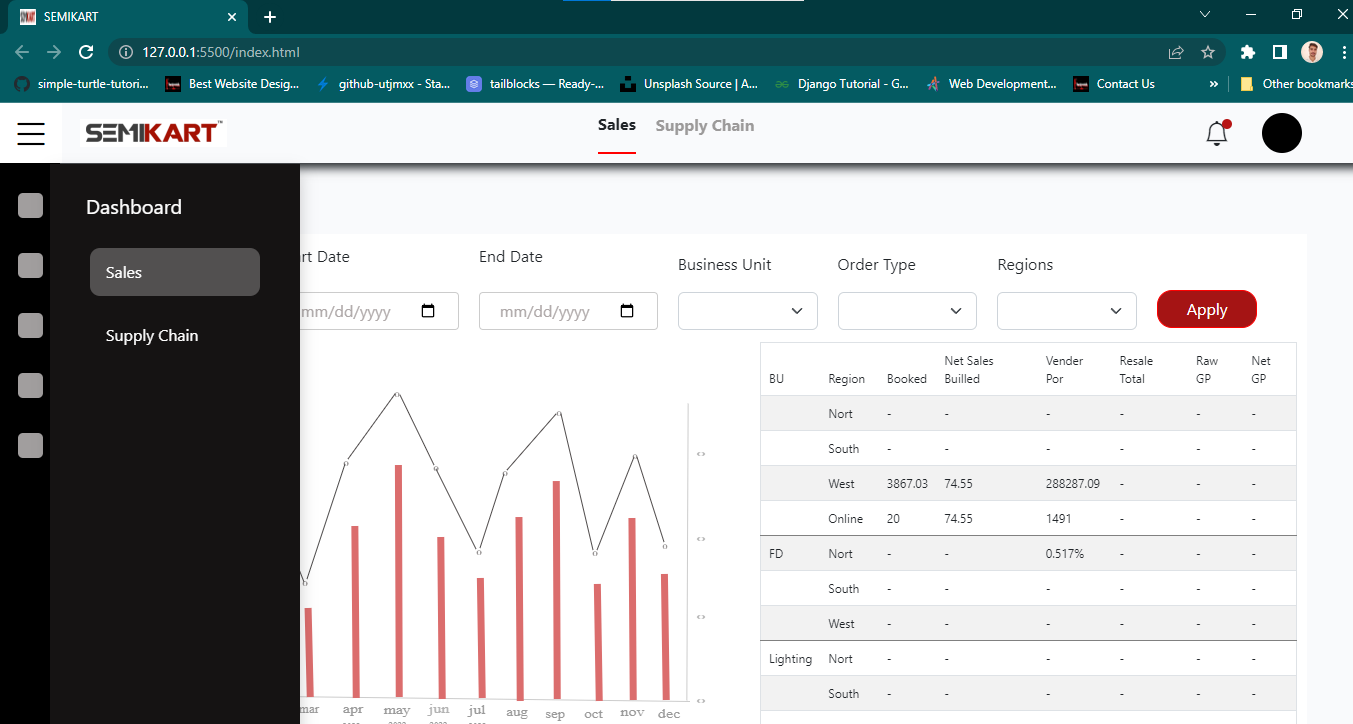 SEMIKART
127.0.0.1:5500/index.html
simple-turtle-tutori...
Best Website Desig...
github-utjmxx - Sta...
tailblocks — Ready-...
Unsplash Source | A...
Django Tutorial - G...
Web Development...
Contact Us
»
Other bookmarks
SEMIKART™
Sales
Supply Chain
Dashboard
Sales
Supply Chain
rt Date
End Date
Business Unit
Order Type
Regions
mm/dd/yyyy
mm/dd/yyyy
Apply
BU Region Booked Net Sales Builled Vender Por Resale Total Raw GP Net GP
Nort - - - - - -
South - - - - - -
West 3867.03 74.55 288287.09 - - -
Online 20 74.55 1491 - - -
FD Nort - - 0.517% - - -
South - - - - - -
West - - - - - -
Lighting Nort - - - - - -
South - - - - - -
mar apr may jun jul aug sep oct nov dec